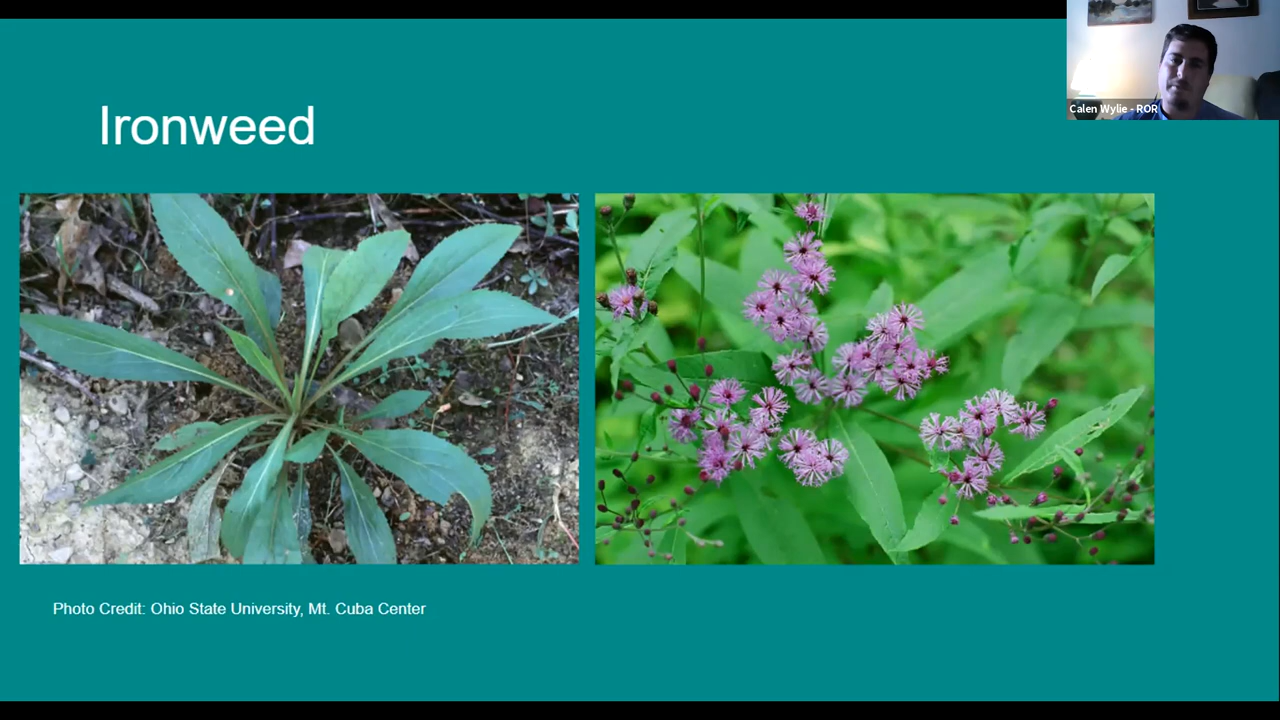 Calen Wylie - ROR
Ironweed
Photo Credit: Ohio State University, Mt. Cuba Center